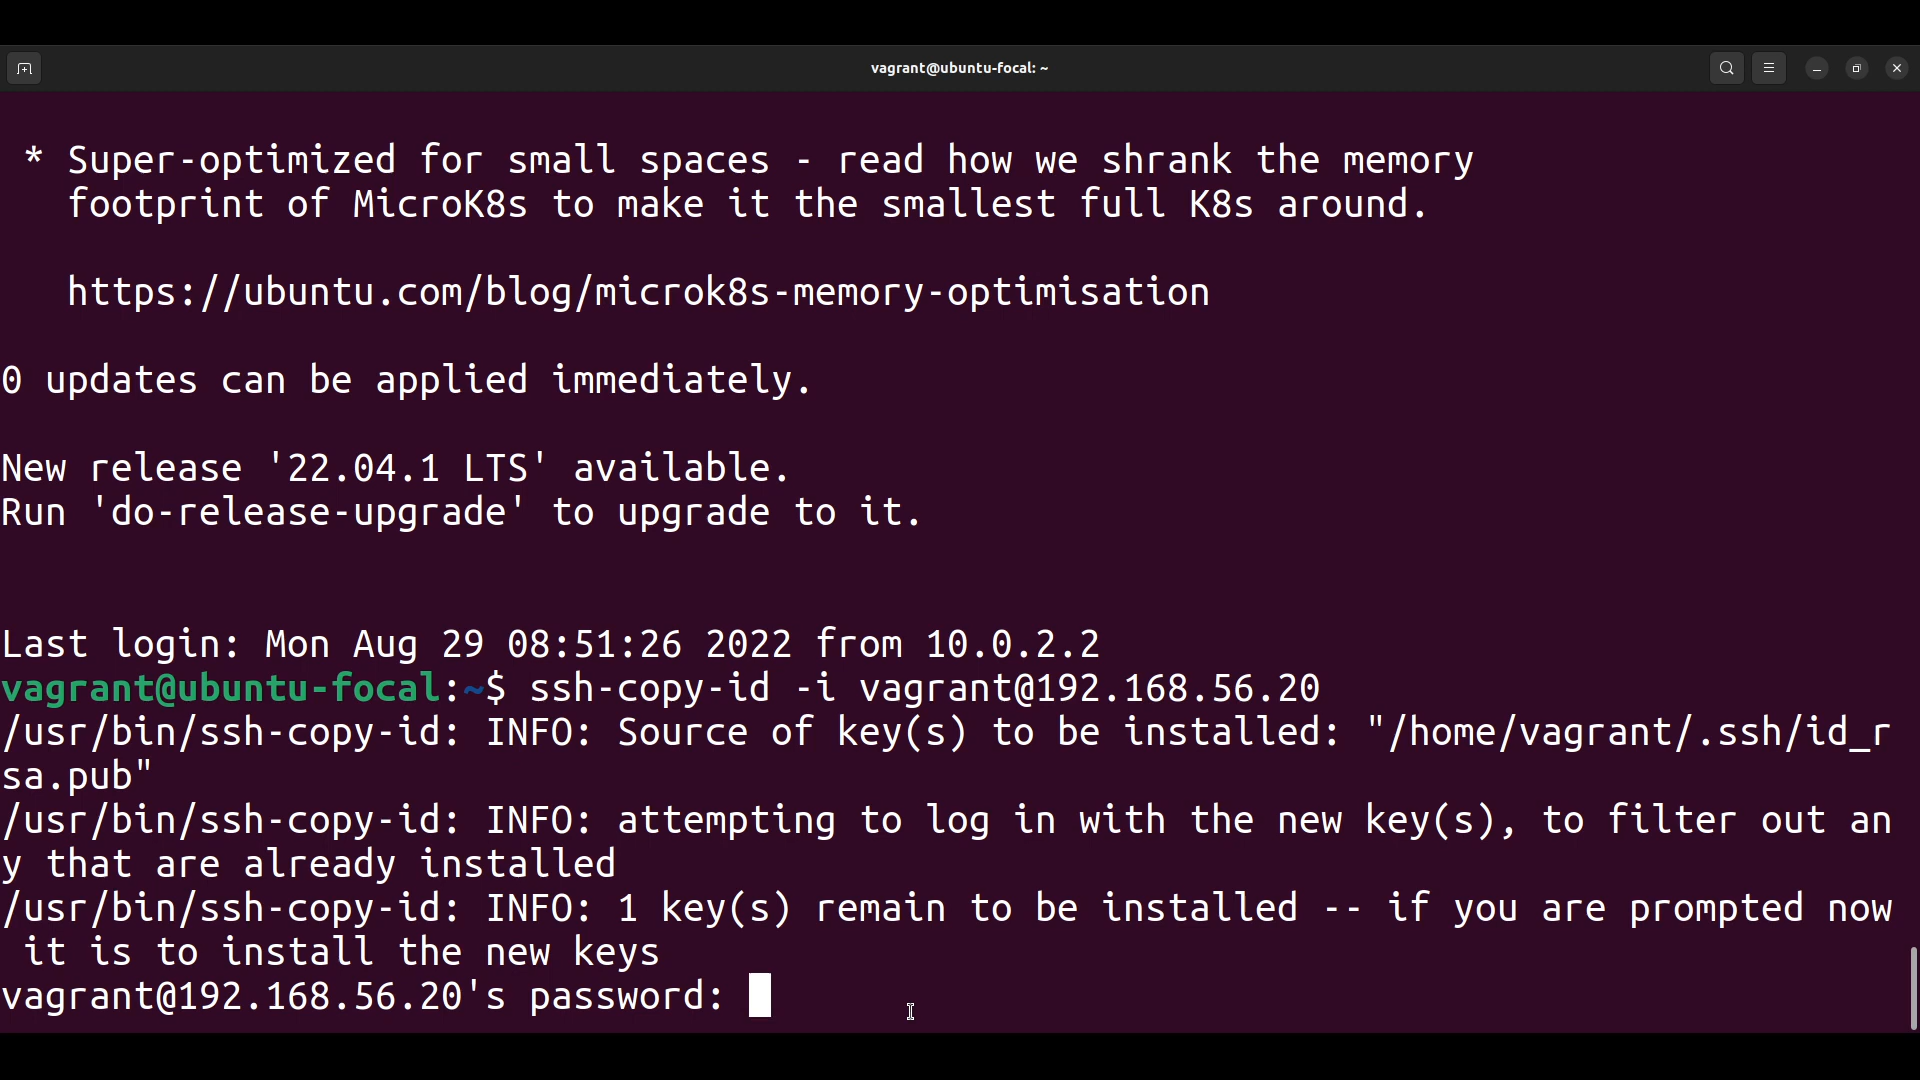 vagrant@ubuntu-focal: ~
* Super-optimized for small spaces - read how we shrank the memory
footprint of MicroK8s to make it the smallest full K8s around.
https://ubuntu.com/blog/microk8s-memory-optimisation
0 updates can be applied immediately.
New release '22.04.1 LTS' available.
Run 'do-release-upgrade' to upgrade to it.
Last login: Mon Aug 29 08:51:26 2022 from 10.0.2.2
vagrant@ubuntu-focal:~$ ssh-copy-id -i vagrant@192.168.56.20
/usr/bin/ssh-copy-id: INFO: Source of key(s) to be installed: "/home/vagrant/.ssh/id_r
sa.pub"
/usr/bin/ssh-copy-id: INFO: attempting to log in with the new key(s), to filter out an
y that are already installed
/usr/bin/ssh-copy-id: INFO: 1 key(s) remain to be installed -- if you are prompted now
it is to install the new keys
vagrant@192.168.56.20's password: